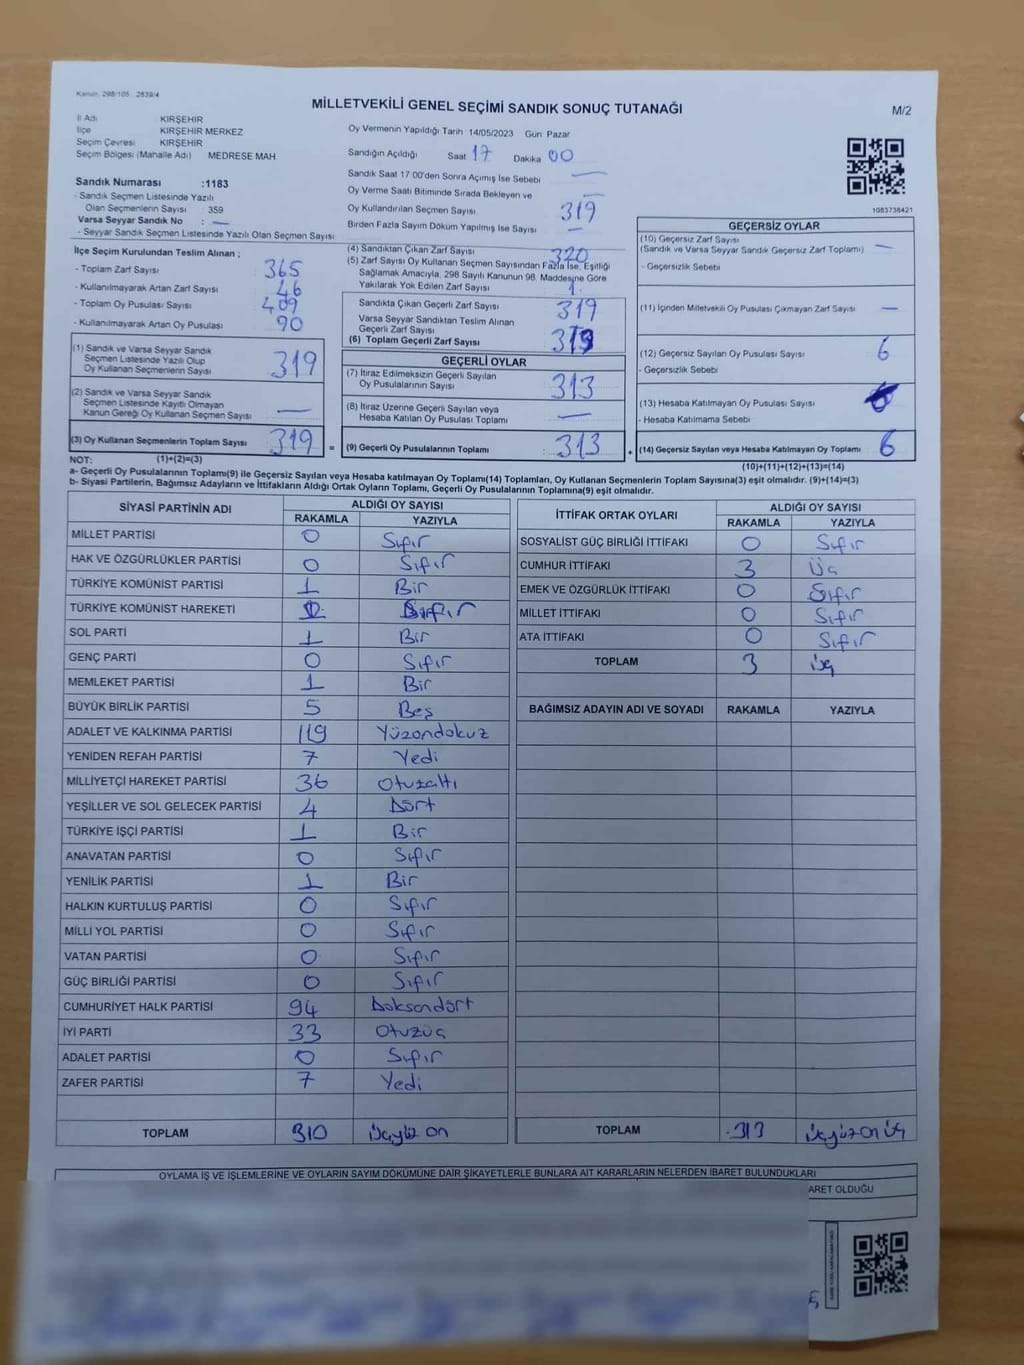 Kanun: 298/105 2839/4
MİLLETVEKİLİ GENEL SEÇİMİ SANDIK SONUÇ TUTANAĞI
M/2
İl Adı KIRŞEHİR
İlçe KIRŞEHİR MERKEZ
Seçim Çevresi KIRŞEHİR
Seçim Bölgesi (Mahalle Adı) MEDRESE MAH.
Sandık Numarası :1183
- Sandık Seçmen Listesinde Yazılı
Olan Seçmenlerin Sayısı 359
Varsa Seyyar Sandık No : —
- Seyyar Sandık Seçmen Listesinde Yazılı Olan Seçmen Sayısı
İlçe Seçim Kurulundan Teslim Alınan ;
- Toplam Zarf Sayısı 365
- Kullanılmayarak Artan Zarf Sayısı 46
- Toplam Oy Pusulası Sayısı 409
- Kullanılmayarak Artan Oy Pusulası 90
(1) Sandık ve Varsa Seyyar Sandık
Seçmen Listesinde Yazılı Olup
Oy Kullanan Seçmenlerin Sayısı 319
(2) Sandık ve Varsa Seyyar Sandık
Seçmen Listesinde Kayıtlı Olmayan
Kanun Gereği Oy Kullanan Seçmen Sayısı —
(3) Oy Kullanan Seçmenlerin Toplam Sayısı 319 =
Oy Vermenin Yapıldığı Tarih 14/05/2023 Gün Pazar
Sandığın Açıldığı Saat 17 Dakika 00
Sandık Saat 17 00'den Sonra Açımış İse Sebebi —
Oy Verme Saati Bitiminde Sırada Bekleyen ve —
Oy Kullandırılan Seçmen Sayısı 319
Birden Fazla Sayım Döküm Yapılmış İse Sayısı —
(4) Sandıktan Çıkan Zarf Sayısı 320
(5) Zarf Sayısı Oy Kullanan Seçmen Sayısından Fazla İse, Eşitliği
Sağlamak Amacıyla, 298 Sayılı Kanunun 98. Maddesine Göre
Yakılarak Yok Edilen Zarf Sayısı 1.
Sandıkta Çıkan Geçerli Zarf Sayısı 319
Varsa Seyyar Sandıktan Teslim Alınan
Geçerli Zarf Sayısı
(6) Toplam Geçerli Zarf Sayısı 319
GEÇERLİ OYLAR
(7) İtiraz Edilmeksizin Geçerli Sayılan
Oy Pusulalarının Sayısı 313
(8) İtiraz Üzerine Geçerli Sayılan veya
Hesaba Katılan Oy Pusulası Toplamı —
(9) Geçerli Oy Pusulalarının Toplamı 313 +
1083738421
GEÇERSİZ OYLAR
(10) Geçersiz Zarf Sayısı —
(Sandık ve Varsa Seyyar Sandık Geçersiz Zarf Toplamı)
- Geçersizlik Sebebi
(11) İçinden Milletvekili Oy Pusulası Çıkmayan Zarf Sayısı —
(12) Geçersiz Sayılan Oy Pusulası Sayısı 6
- Geçersizlik Sebebi
(13) Hesaba Katılmayan Oy Pusulası Sayısı
- Hesaba Katılmama Sebebi
(14) Geçersiz Sayılan veya Hesaba Katılmayan Oy Toplamı 6
NOT: (1)+(2)=(3) (10)+(11)+(12)+(13)=(14)
a- Geçerli Oy Pusulalarının Toplamı(9) ile Geçersiz Sayılan veya Hesaba katılmayan Oy Toplamı(14) Toplamları, Oy Kullanan Seçmenlerin Toplam Sayısına(3) eşit olmalıdır. (9)+(14)=(3)
b- Siyasi Partilerin, Bağımsız Adayların ve İttifakların Aldığı Ortak Oyların Toplamı, Geçerli Oy Pusulalarının Toplamına(9) eşit olmalıdır.
SİYASİ PARTİNİN ADI ALDIĞI OY SAYISI
RAKAMLA YAZIYLA
MİLLET PARTİSİ 0 Sıfır
HAK VE ÖZGÜRLÜKLER PARTİSİ 0 Sıfır
TÜRKİYE KOMÜNİST PARTİSİ 1 Bir
TÜRKİYE KOMÜNİST HAREKETİ 0 Sıfır
SOL PARTİ 1 Bir
GENÇ PARTİ 0 Sıfır
MEMLEKET PARTİSİ 1 Bir
BÜYÜK BİRLİK PARTİSİ 5 Beş
ADALET VE KALKINMA PARTİSİ 119 Yüzondokuz
YENİDEN REFAH PARTİSİ 7 Yedi
MİLLİYETÇİ HAREKET PARTİSİ 36 Otuzaltı
YEŞİLLER VE SOL GELECEK PARTİSİ 4 Dört
TÜRKİYE İŞÇİ PARTİSİ 1 Bir
ANAVATAN PARTİSİ 0 Sıfır
YENİLİK PARTİSİ 1 Bir
HALKIN KURTULUŞ PARTİSİ 0 Sıfır
MİLLİ YOL PARTİSİ 0 Sıfır
VATAN PARTİSİ 0 Sıfır
GÜÇ BİRLİĞİ PARTİSİ 0 Sıfır
CUMHURİYET HALK PARTİSİ 94 Doksandört
İYİ PARTİ 33 Otuzüç
ADALET PARTİSİ 0 Sıfır
ZAFER PARTİSİ 7 Yedi
TOPLAM 310 üçyüz on
İTTİFAK ORTAK OYLARI ALDIĞI OY SAYISI
RAKAMLA YAZIYLA
SOSYALİST GÜÇ BİRLİĞİ İTTİFAKI 0 Sıfır
CUMHUR İTTİFAKI 3 Üç
EMEK VE ÖZGÜRLÜK İTTİFAKI 0 Sıfır
MİLLET İTTİFAKI 0 Sıfır
ATA İTTİFAKI 0 Sıfır
TOPLAM 3 üç
BAĞIMSIZ ADAYIN ADI VE SOYADI RAKAMLA YAZIYLA
TOPLAM 313 üçyüz on üç
OYLAMA İŞ VE İŞLEMLERİNE VE OYLARIN SAYIM DÖKÜMÜNE DAİR ŞİKAYETLERLE BUNLARA AİT KARARLARIN NELERDEN İBARET BULUNDUKLARI
ARET OLDUĞU